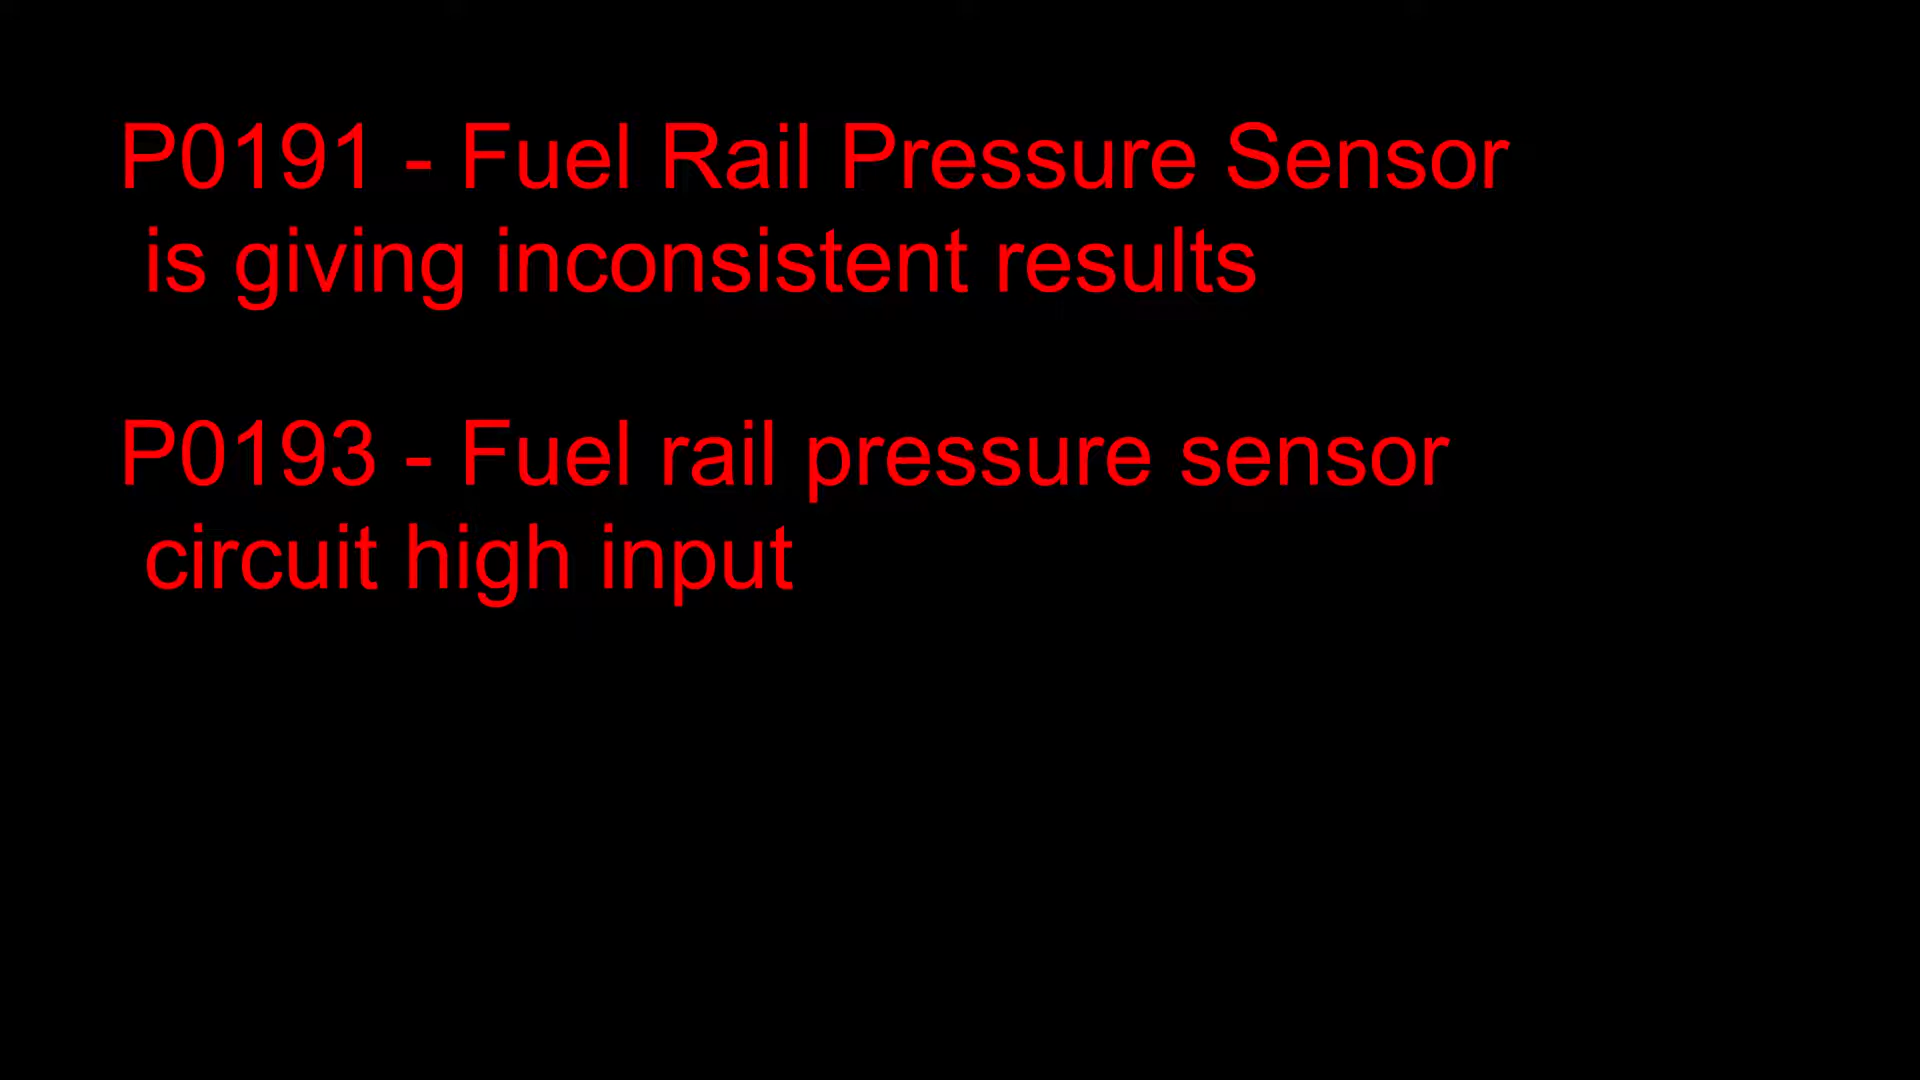 P0191 - Fuel Rail Pressure Sensor
is giving inconsistent results
P0193 - Fuel rail pressure sensor
circuit high input